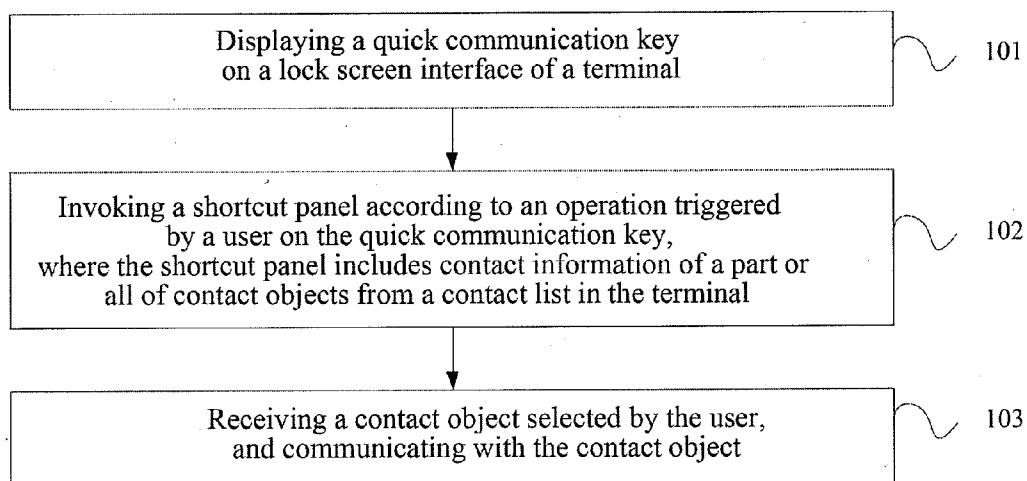 Displaying a quick communication key
on a lock screen interface of a terminal
101
Invoking a shortcut panel according to an operation triggered
by a user on the quick communication key,
where the shortcut panel includes contact information of a part or
all of contact objects from a contact list in the terminal
102
Receiving a contact object selected by the user,
and communicating with the contact object
103